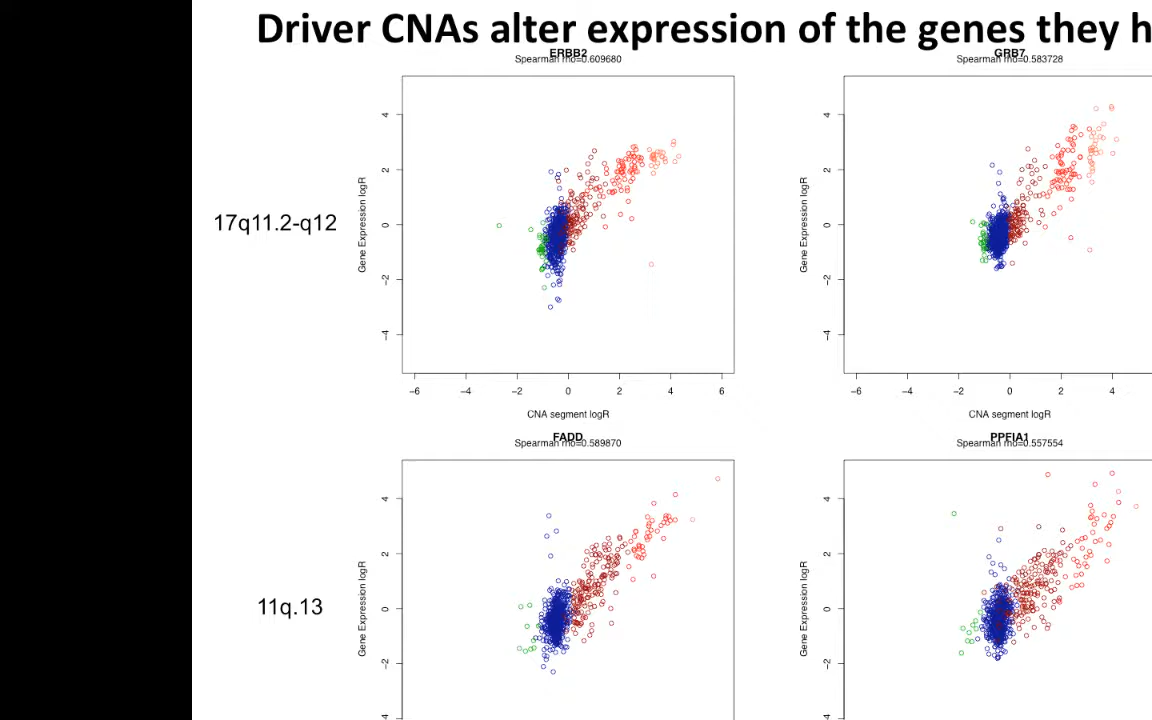 Driver CNAs alter expression of the genes they h
ERBB2
Spearman rho=0.609680
GRB7
Spearman rho=0.583728
17q11.2-q12
Gene Expression logR
4
2
0
−2
−4
−6 −4 −2 0 2 4 6
CNA segment logR
Gene Expression logR
4
2
0
−2
−4
−6 −4 −2 0 2 4
CNA segment logR
FADD
Spearman rho=0.589870
PPFIA1
Spearman rho=0.557554
11q.13
Gene Expression logR
4
2
0
−2
−4
Gene Expression logR
4
2
0
−2
−4